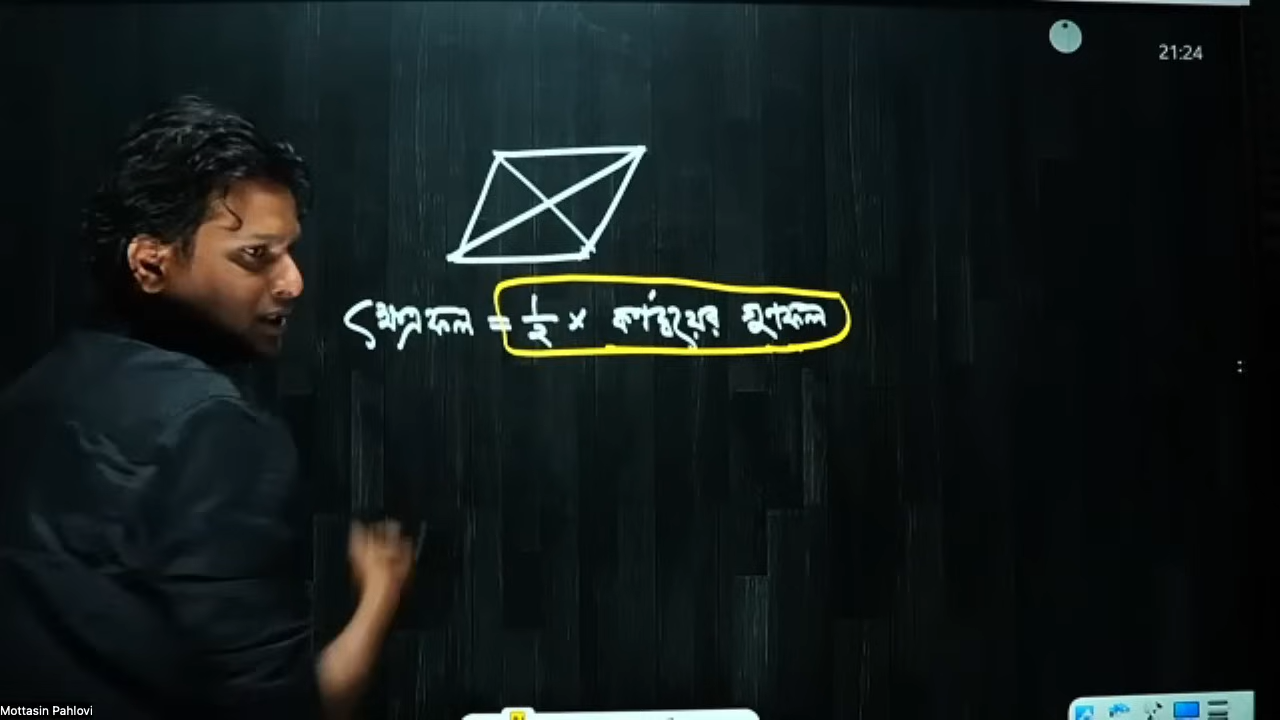 21:24
ক্ষেত্রফল = 1/2 × কর্ণদ্বয়ের গুণফল
Mottasin Pahlovi